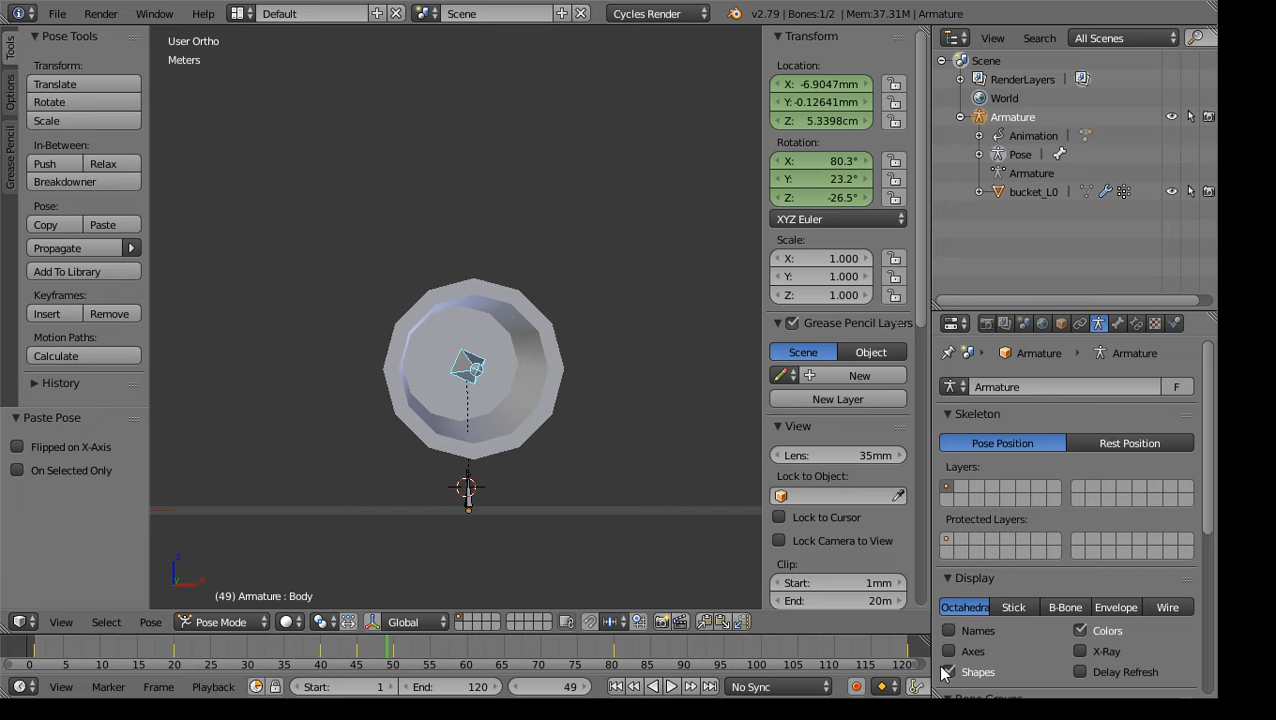 File Render Window Help Default Scene Cycles Render v2.79 | Bones:1/2 | Mem:37.31M | Armature
Tools
Options
Grease Pencil
Pose Tools
Transform:
Translate
Rotate
Scale
In-Between:
Push Relax
Breakdowner
Pose:
Copy Paste
Propagate
Add To Library
Keyframes:
Insert Remove
Motion Paths:
Calculate
History
Paste Pose
Flipped on X-Axis
On Selected Only
User Ortho
Meters
z
y
x
(49) Armature : Body
Transform
Location:
X: -6.9047mm
Y:-0.12641mm
Z: 5.3398cm
Rotation:
X: 80.3°
Y: 23.2°
Z: -26.5°
XYZ Euler
Scale:
X: 1.000
Y: 1.000
Z: 1.000
Grease Pencil Layers
Scene Object
New
New Layer
View
Lens: 35mm
Lock to Object:
Lock to Cursor
Lock Camera to View
Clip:
Start: 1mm
End: 20m
View Search All Scenes
Scene
RenderLayers
World
Armature
Animation
Pose
Armature
bucket_L0
Armature Armature
Armature F
Skeleton
Pose Position Rest Position
Layers:
Protected Layers:
Display
Octahedra Stick B-Bone Envelope Wire
Names Colors
Axes X-Ray
Shapes Delay Refresh
View Select Pose Pose Mode Global
0 5 10 15 20 25 30 35 40 45 50 55 60 65 70 75 80 85 90 95 100 105 110 115 120
View Marker Frame Playback Start: 1 End: 120 49 No Sync